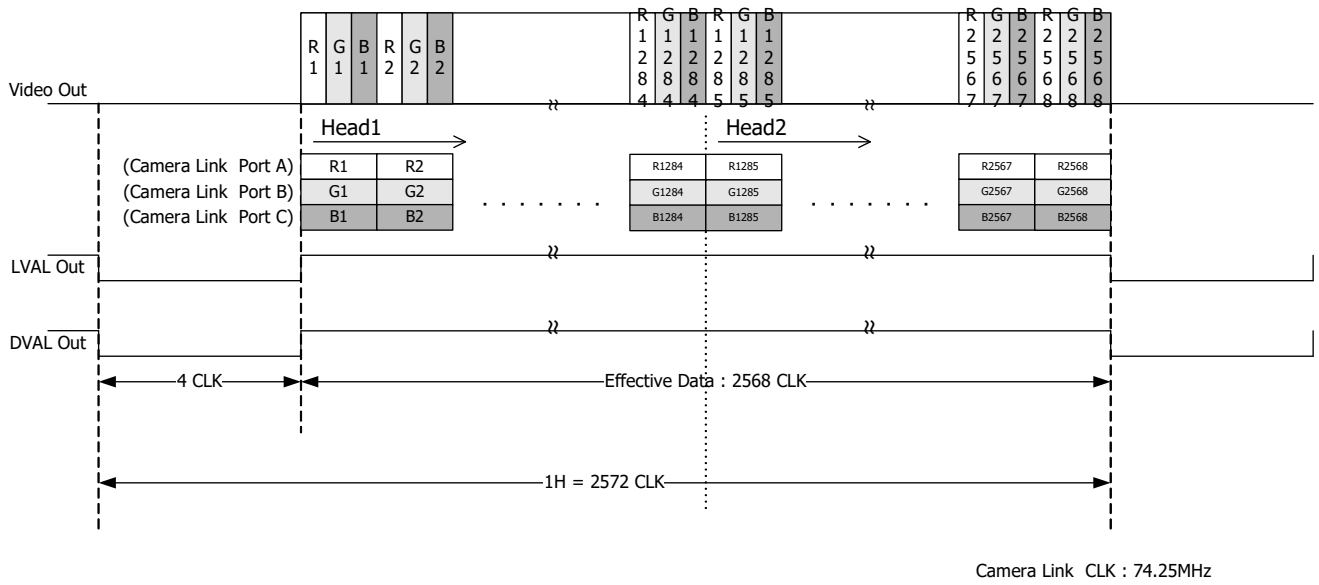 R1 G1 B1 R2 G2 B2 R1284 G1284 B1284 R1285 G1285 B1285 R2567 G2567 B2567 R2568 G2568 B2568
Video Out
Head1 Head2
(Camera Link Port A) R1 R2 R1284 R1285 R2567 R2568
(Camera Link Port B) G1 G2 G1284 G1285 G2567 G2568
(Camera Link Port C) B1 B2 . . . . . . . B1284 B1285 . . . . . . . B2567 B2568
LVAL Out
DVAL Out
4 CLK Effective Data : 2568 CLK
1H = 2572 CLK
Camera Link CLK : 74.25MHz